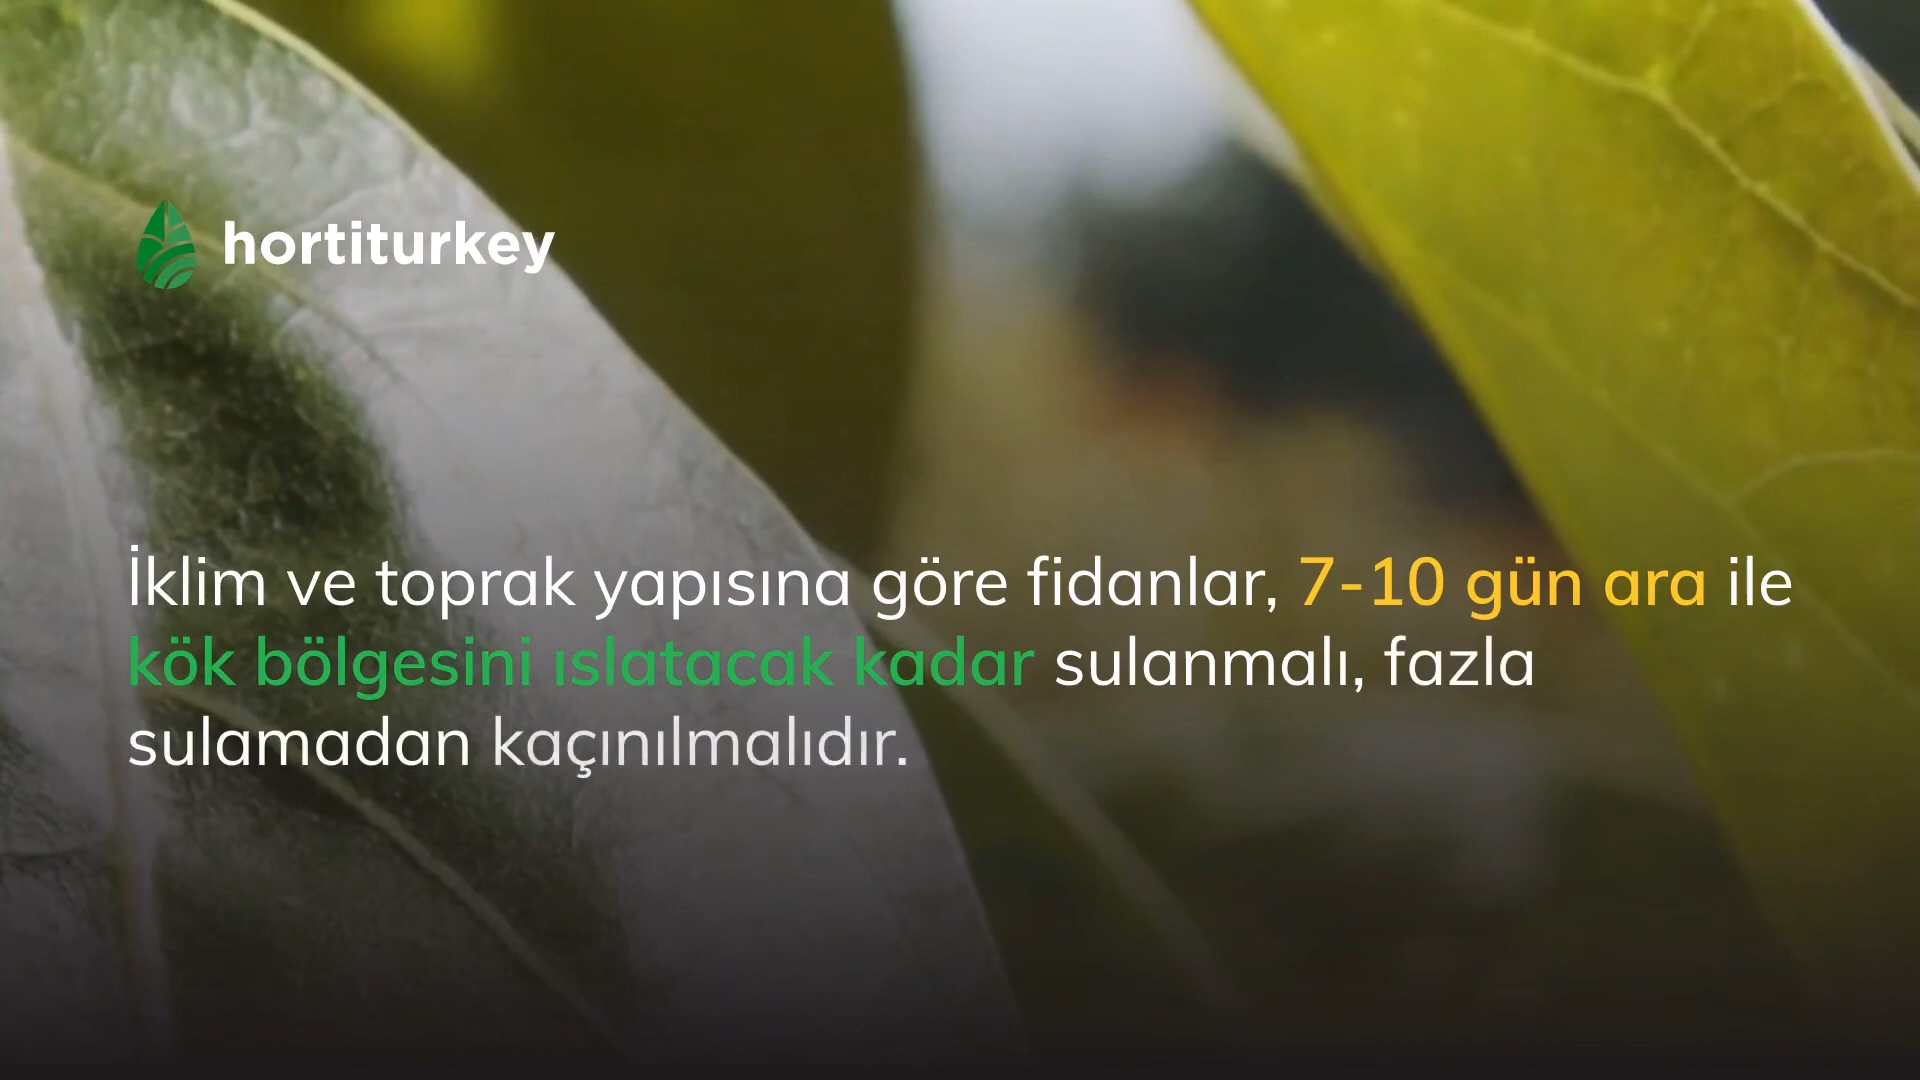 hortiturkey
İklim ve toprak yapısına göre fidanlar, 7-10 gün ara ile
kök bölgesini ıslatacak kadar sulanmalı, fazla
sulamadan kaçınılmalıdır.